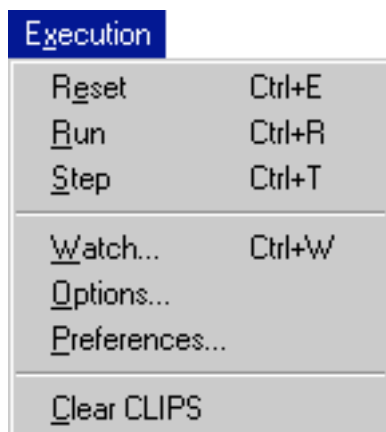 Execution
Reset Ctrl+E
Run Ctrl+R
Step Ctrl+T
Watch... Ctrl+W
Options...
Preferences...
Clear CLIPS